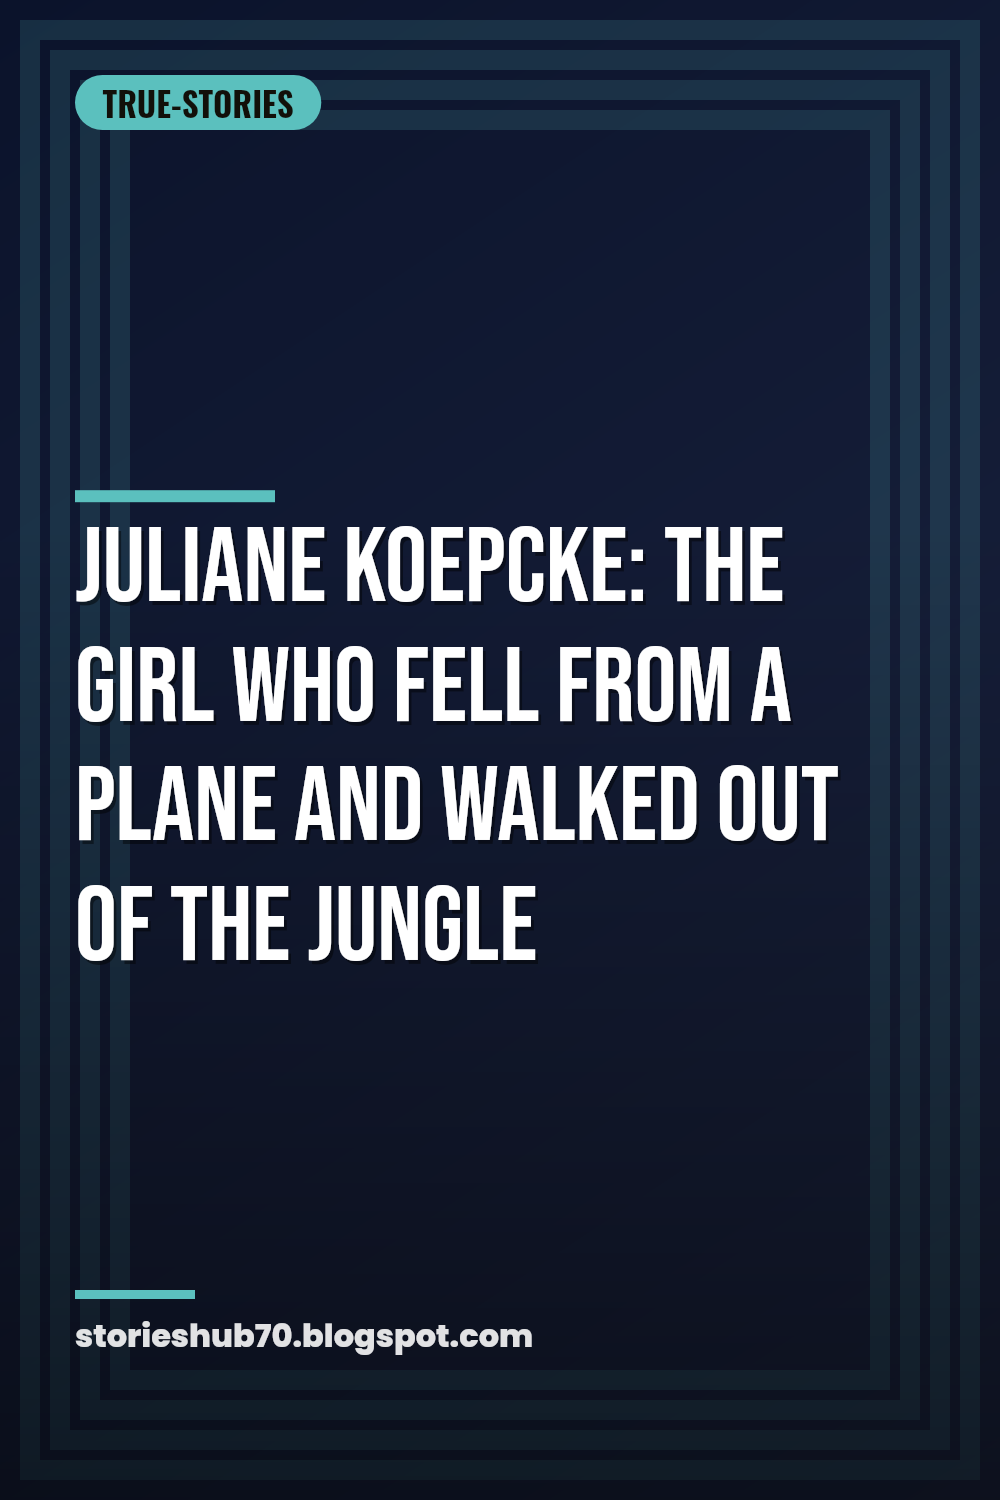 TRUE-STORIES
JULIANE KOEPCKE: THE
GIRL WHO FELL FROM A
PLANE AND WALKED OUT
OF THE JUNGLE
storieshub70.blogspot.com